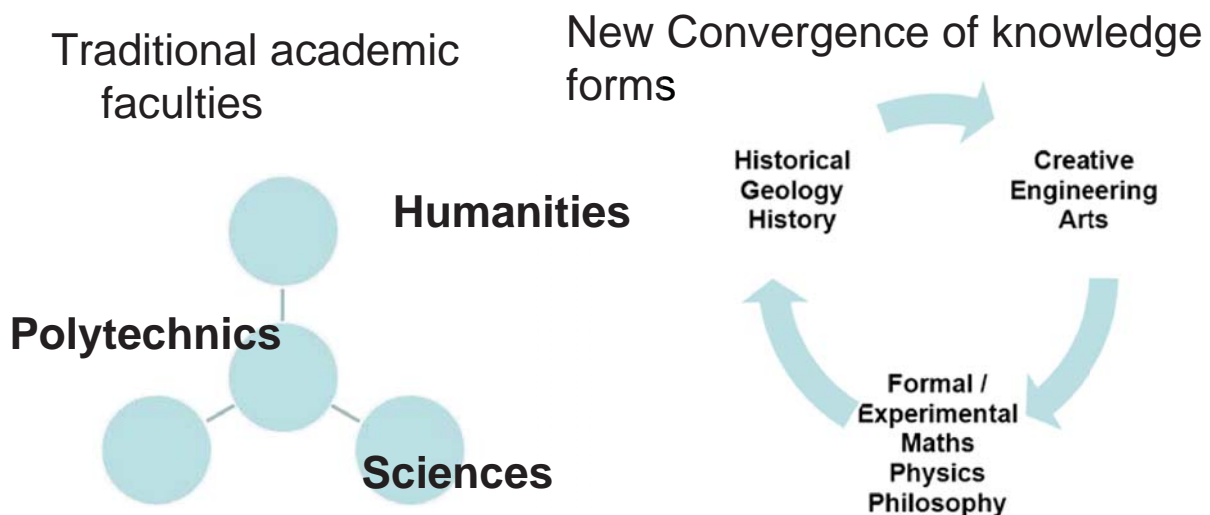 Traditional academic
faculties
Humanities
Polytechnics
Sciences
New Convergence of knowledge
forms
Historical
Geology
History
Creative
Engineering
Arts
Formal /
Experimental
Maths
Physics
Philosophy